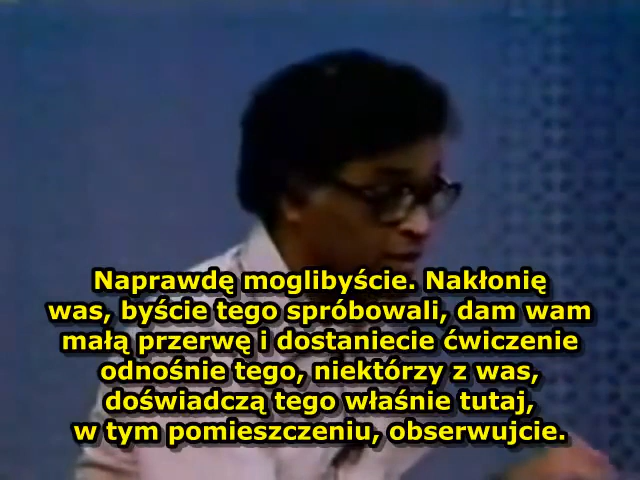 Naprawdę moglibyście. Nakłonię
was, byście tego spróbowali, dam wam
małą przerwę i dostaniecie ćwiczenie
odnośnie tego, niektórzy z was,
doświadczą tego właśnie tutaj,
w tym pomieszczeniu, obserwujcie.